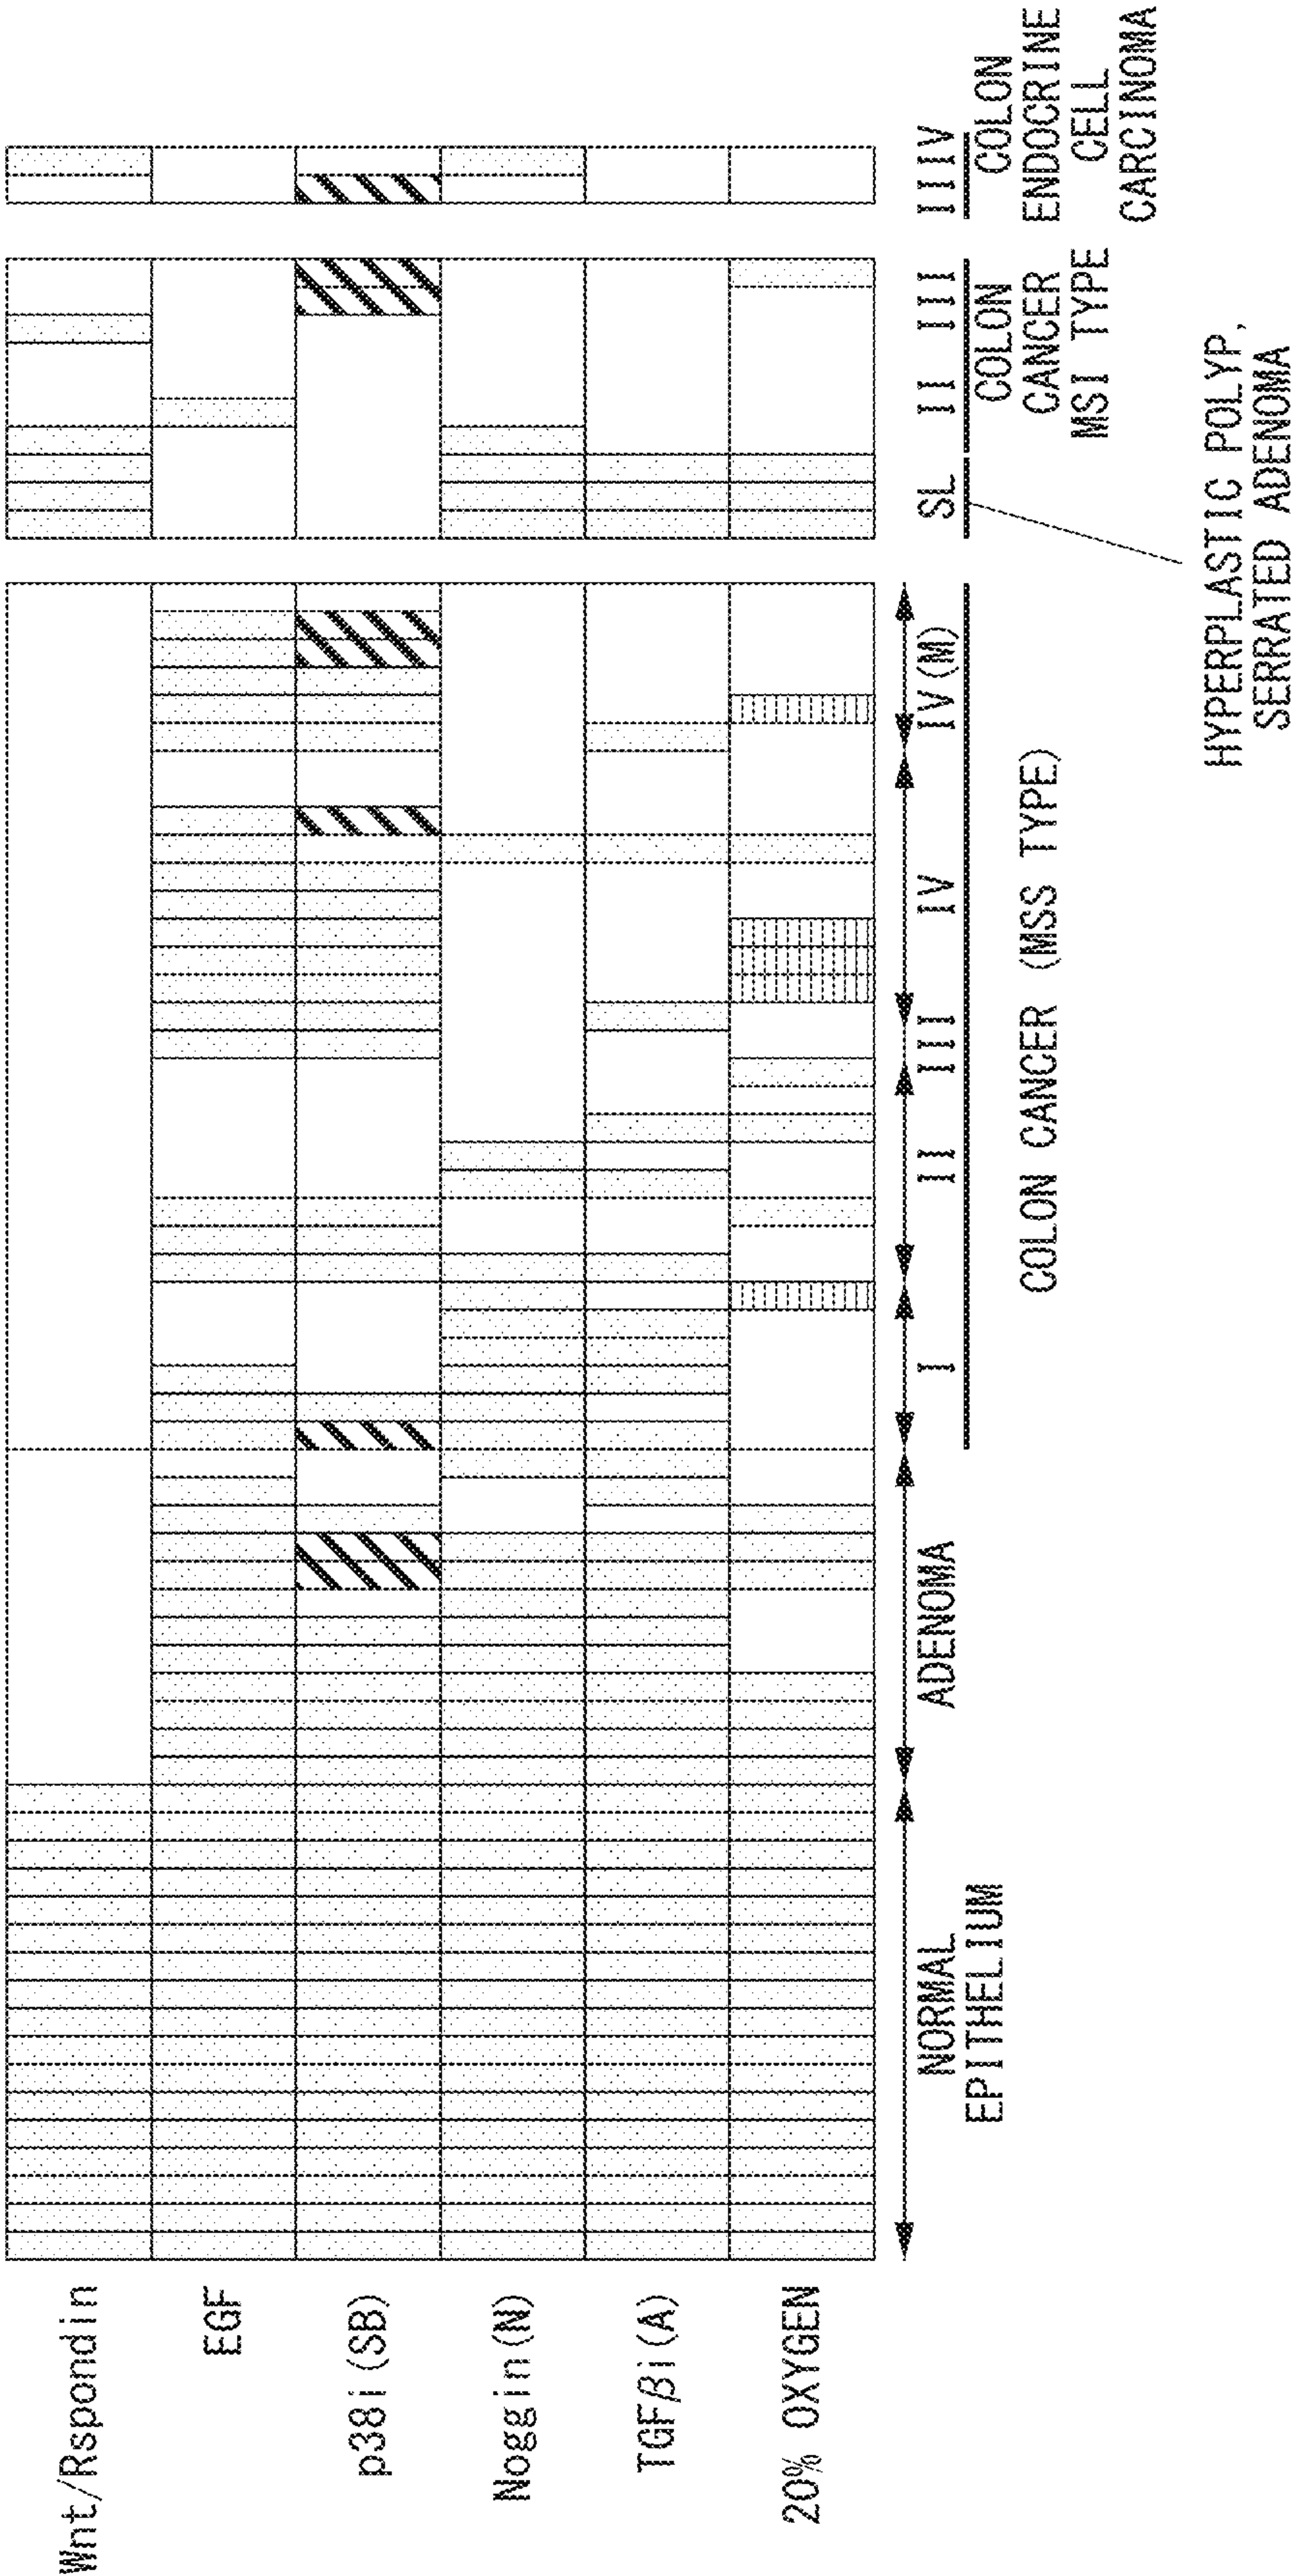 Wnt/Rspondin
EGF
p38i(SB)
Noggin(N)
TGFβi(A)
20% OXYGEN
NORMAL
EPITHELIUM
ADENOMA
I
II
III
IV
IV(M)
COLON CANCER (MSS TYPE)
SL
II
III
COLON
CANCER
MSI TYPE
HYPERPLASTIC POLYP,
SERRATED ADENOMA
IIIIV
COLON
ENDOCRINE
CELL
CARCINOMA